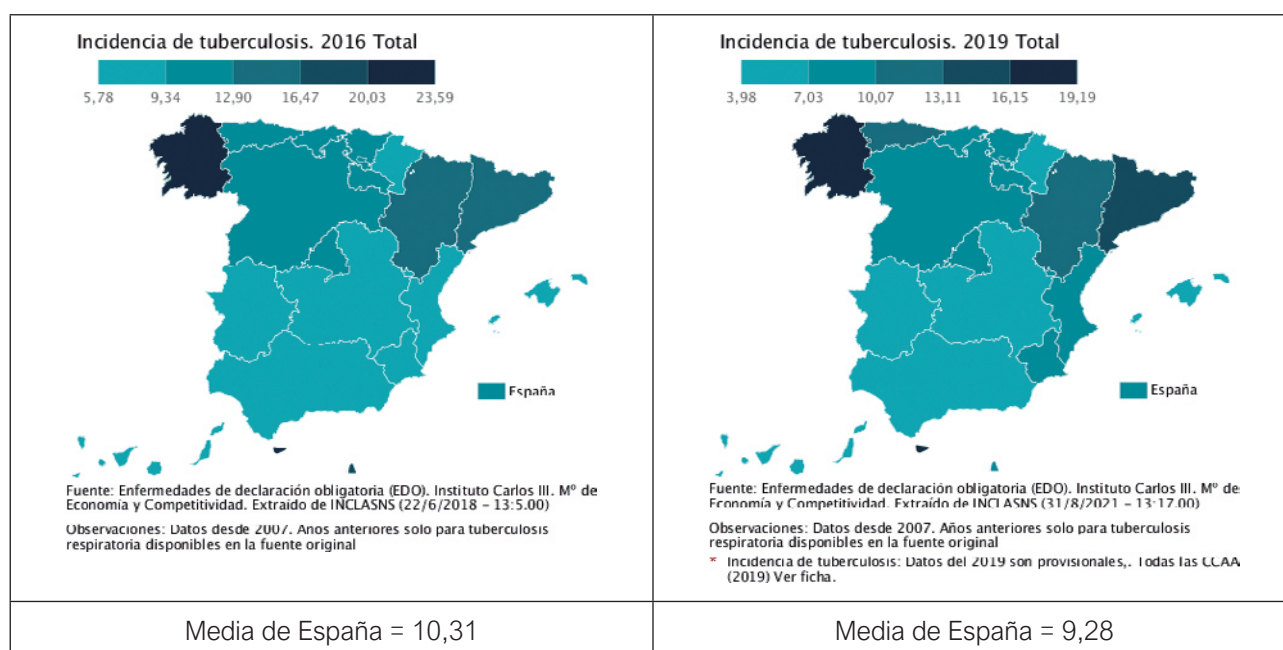 Incidencia de tuberculosis. 2016 Total
5,78 9,34 12,90 16,47 20,03 23,59
España
Fuente: Enfermedades de declaración obligatoria (EDO). Instituto Carlos III. Mº de
Economía y Competitividad. Extraído de INCLASNS (22/6/2018 – 13:5.00)
Observaciones: Datos desde 2007. Anos anteriores solo para tuberculosis
respiratoria disponibles en la fuente original
Media de España = 10,31
Incidencia de tuberculosis. 2019 Total
3,98 7,03 10,07 13,11 16,15 19,19
España
Fuente: Enfermedades de declaración obligatoria (EDO). Instituto Carlos III. Mº de
Economía y Competitividad. Extraído de INCLASNS (31/8/2021 – 13:17.00)
Observaciones: Datos desde 2007. Años anteriores solo para tuberculosis
respiratoria disponibles en la fuente original
* Incidencia de tuberculosis: Datos del 2019 son provisionales,. Todas las CCAA
(2019) Ver ficha.
Media de España = 9,28